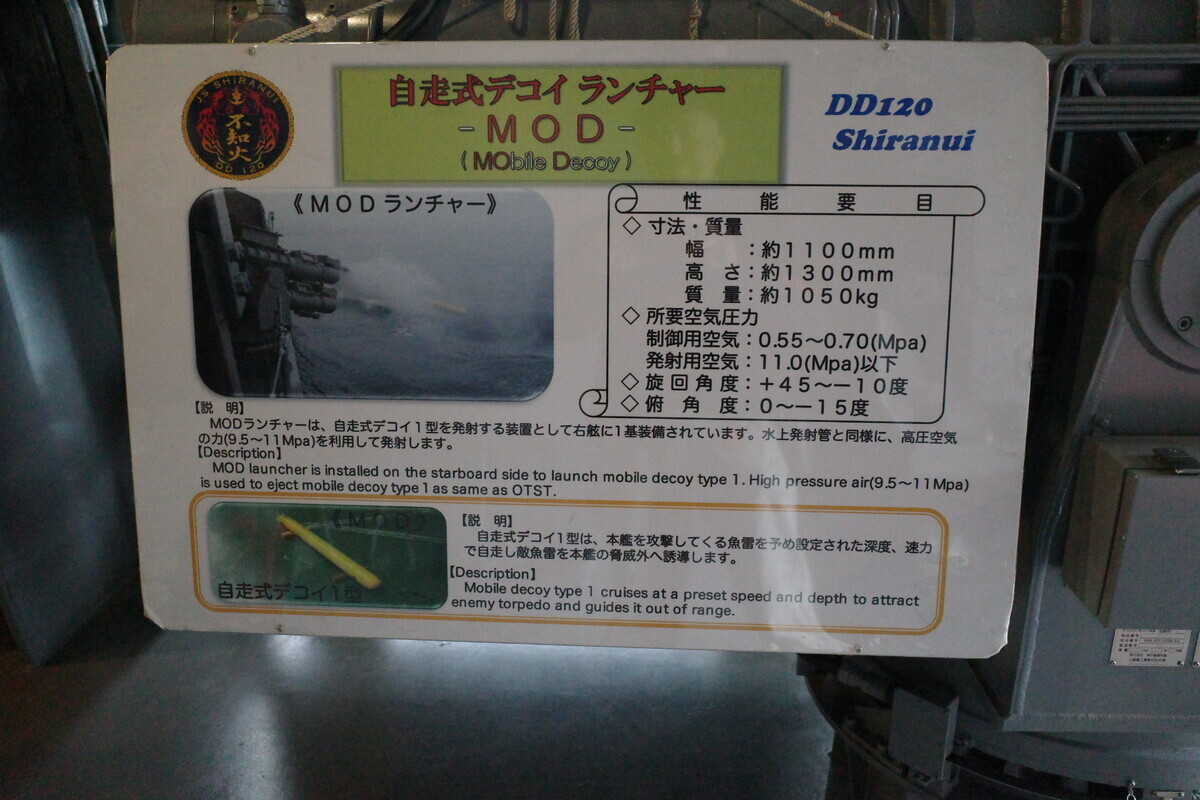 JS SHIRANUI
不知火
DD 120
自走式デコイ ランチャー
- M O D -
( MObile Decoy )
DD120
Shiranui
《ＭＯＤランチャー》
性 能 要 目
◇ 寸法・質量
幅 ：約１１００mm
高 さ：約１３００mm
質 量：約１０５０kg
◇ 所要空気圧力
制御用空気：0.55～0.70(Mpa)
発射用空気：11.0(Mpa)以下
◇ 旋 回 角 度：＋４５～－１０度
◇ 俯 角 度：０～－１５度
【説 明】
MODランチャーは、自走式デコイ１型を発射する装置として右舷に1基装備されています。水上発射管と同様に、高圧空気
の力(9.5～11Mpa)を利用して発射します。
【Description】
MOD launcher is installed on the starboard side to launch mobile decoy type 1. High pressure air(9.5～11Mpa)
is used to eject mobile decoy type 1 as same as OTST.
《ＭＯＤ》
自走式デコイ１型
【説 明】
自走式デコイ１型は、本艦を攻撃してくる魚雷を予め設定された深度、速力
で自走し敵魚雷を本艦の脅威外へ誘導します。
【Description】
Mobile decoy type 1 cruises at a preset speed and depth to attract
enemy torpedo and guides it out of range.